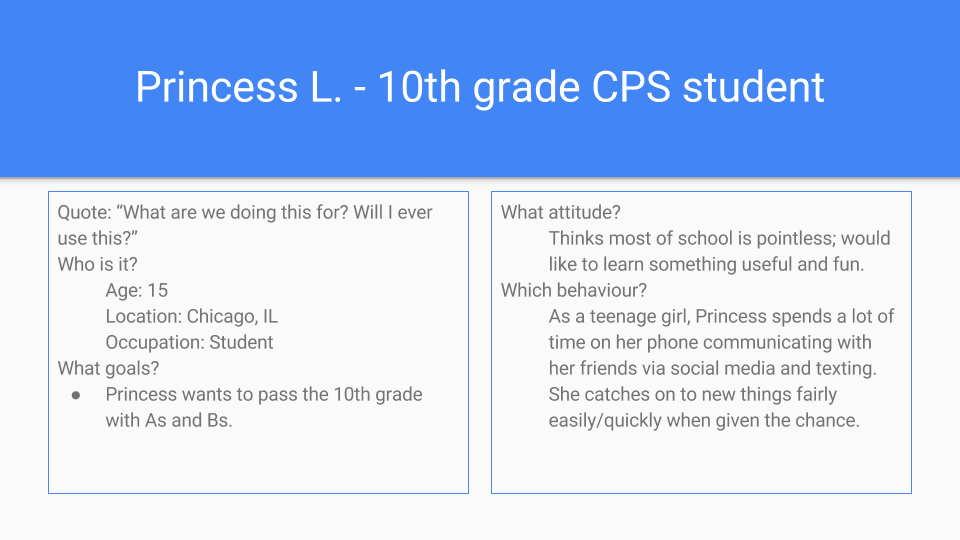 Princess L. - 10th grade CPS student
Quote: “What are we doing this for? Will I ever
use this?”
Who is it?
Age: 15
Location: Chicago, IL
Occupation: Student
What goals?
● Princess wants to pass the 10th grade
with As and Bs.
What attitude?
Thinks most of school is pointless; would
like to learn something useful and fun.
Which behaviour?
As a teenage girl, Princess spends a lot of
time on her phone communicating with
her friends via social media and texting.
She catches on to new things fairly
easily/quickly when given the chance.